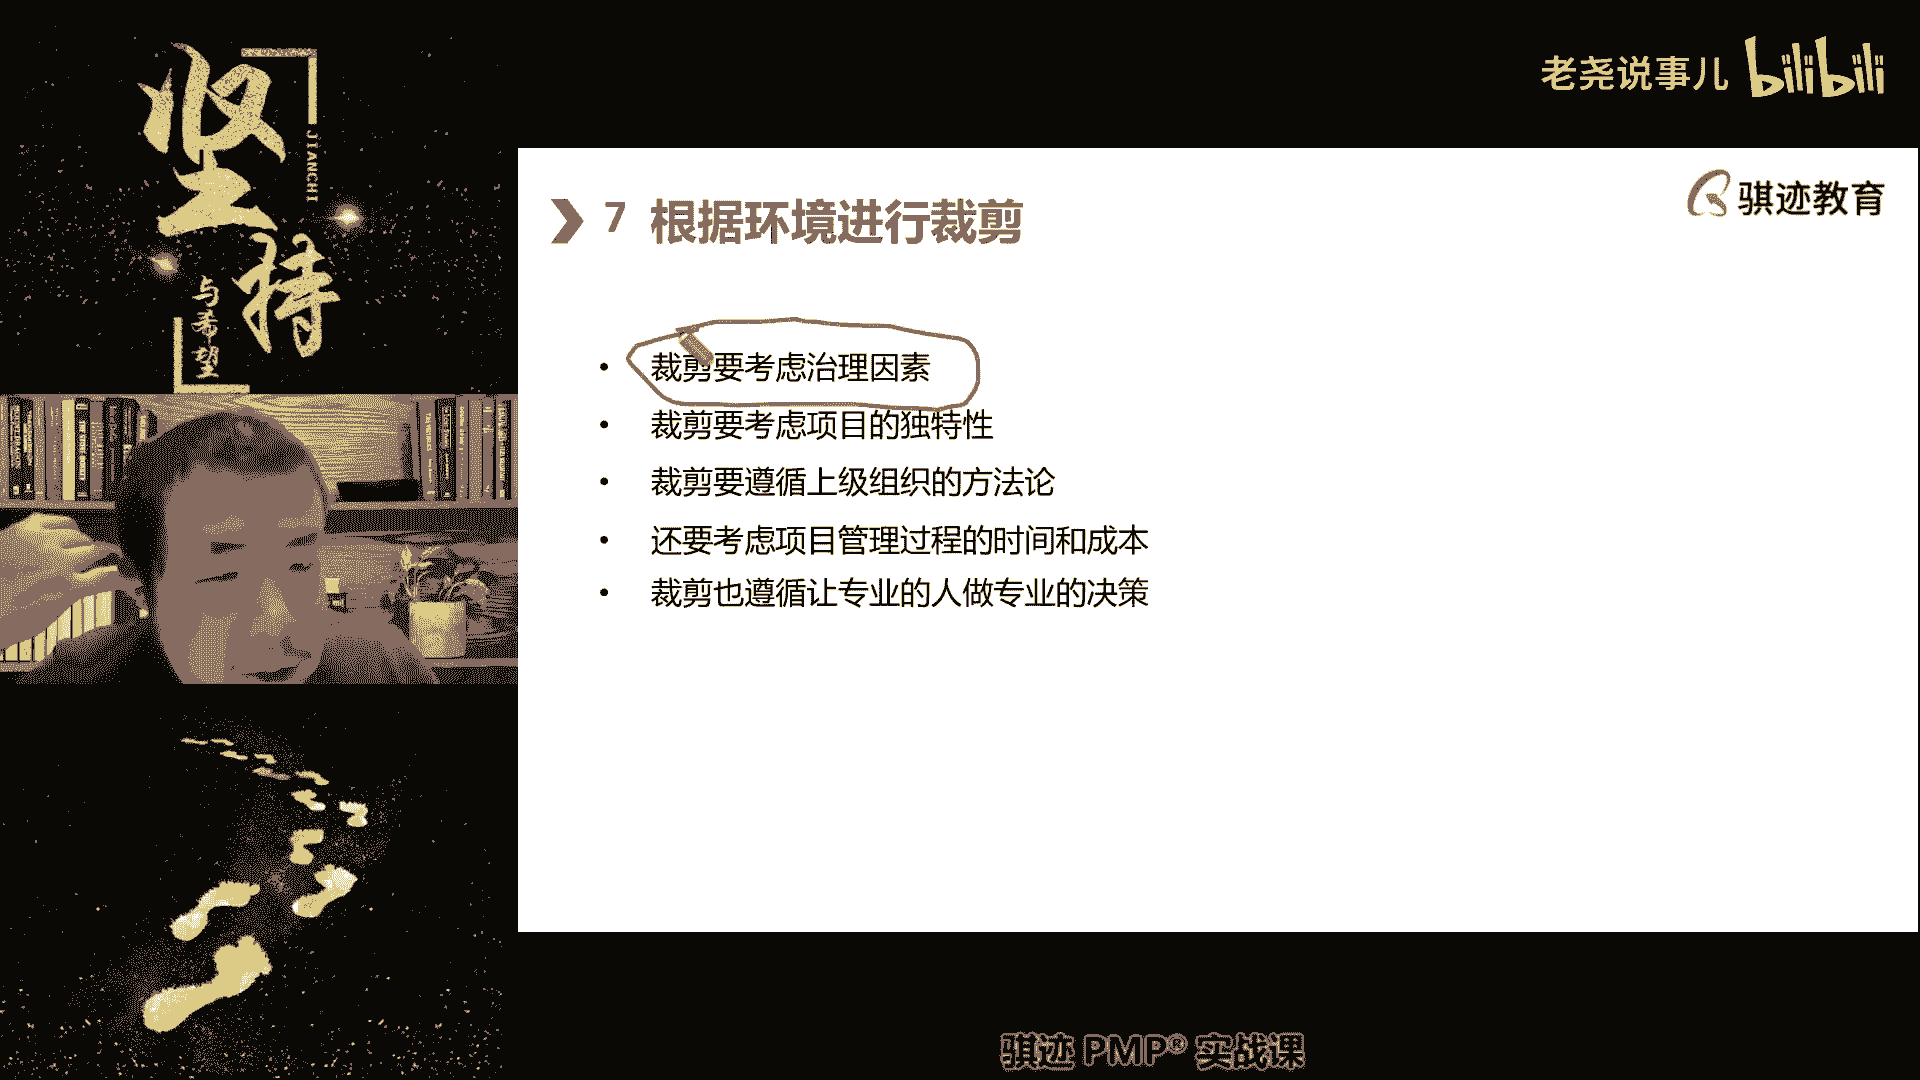 坚持
JIANCHI
与希望
老尧说事儿 bilibili
骐迹教育
7 根据环境进行裁剪
• 裁剪要考虑治理因素
• 裁剪要考虑项目的独特性
• 裁剪要遵循上级组织的方法论
• 还要考虑项目管理过程的时间和成本
• 裁剪也遵循让专业的人做专业的决策
骐迹 PMP® 实战课